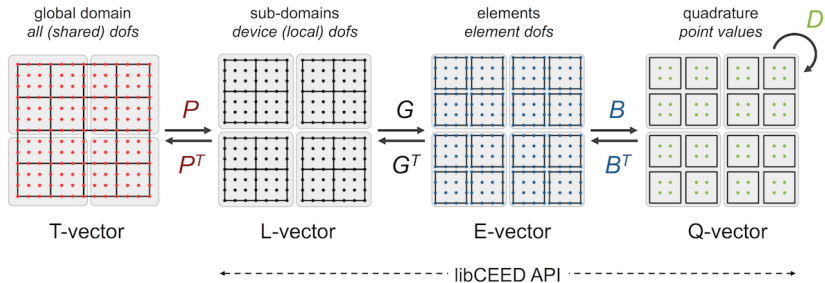 global domain
all (shared) dofs
sub-domains
device (local) dofs
elements
element dofs
quadrature
point values
D
P
P^T
G
G^T
B
B^T
T-vector
L-vector
E-vector
Q-vector
libCEED API